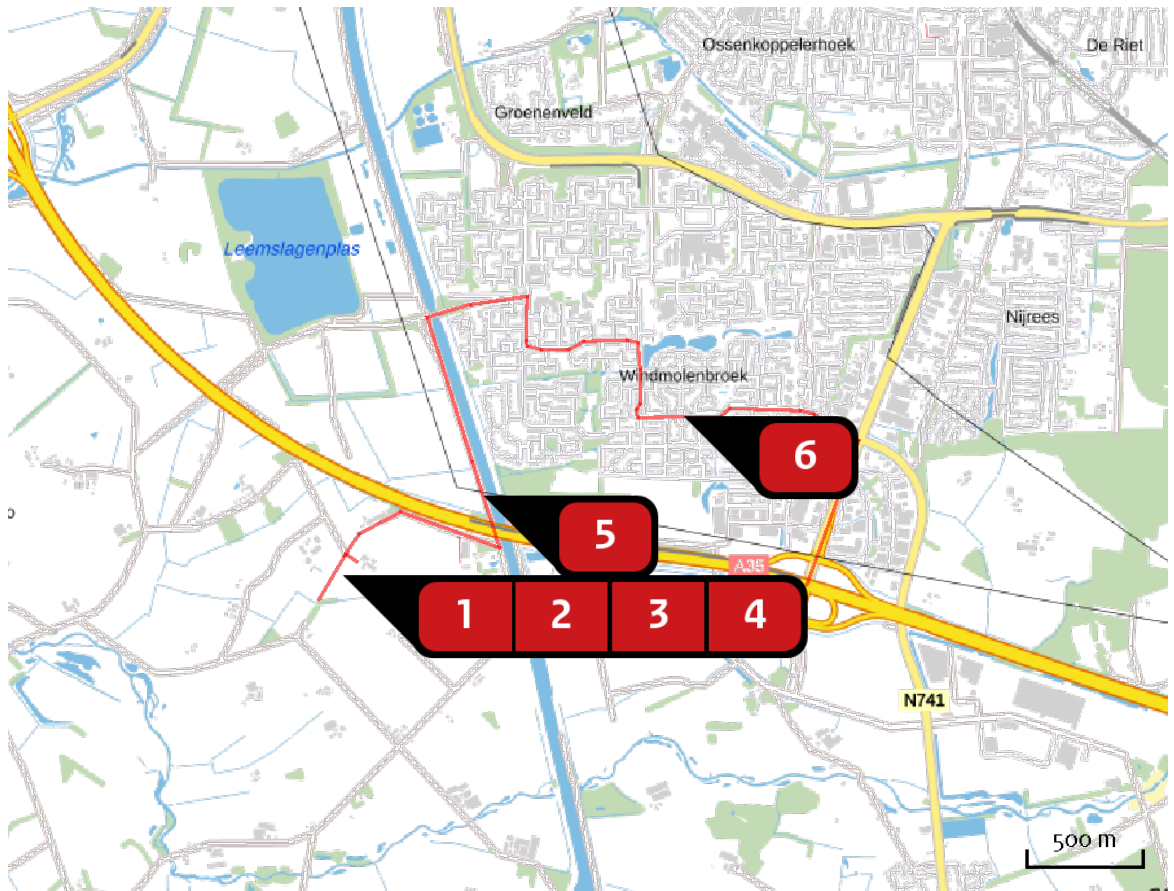 Ossenkoppelerhoek
De Riet
Groenenveld
Leemslagenplas
Nijrees
Windmolenbroek
6
o
5
A35
1 2 3 4
N741
500 m